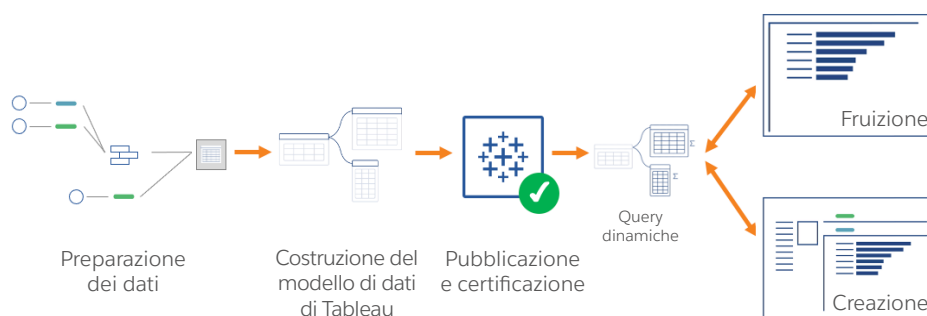 Preparazione
dei dati
Costruzione del
modello di dati
di Tableau
Pubblicazione
e certificazione
Query
dinamiche
Σ
Σ
Fruizione
Creazione